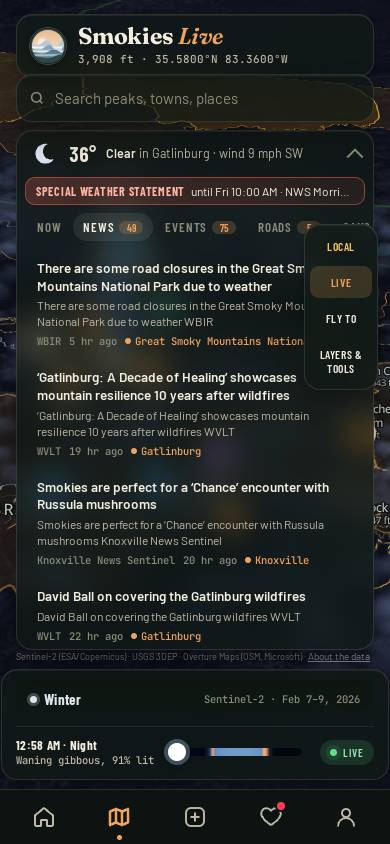 Smokies Live
3,908 ft · 35.5800°N 83.3600°W
Search peaks, towns, places
36° Clear in Gatlinburg · wind 9 mph SW
SPECIAL WEATHER STATEMENT until Fri 10:00 AM · NWS Morri...
NOW NEWS 49 EVENTS 75 ROADS
LOCAL
LIVE
FLY TO
LAYERS &
TOOLS
There are some road closures in the Great Sm
Mountains National Park due to weather
There are some road closures in the Great Smoky Mou
National Park due to weather WBIR
WBIR 5 hr ago Great Smoky Mountains Nation
'Gatlinburg: A Decade of Healing' showcases
mountain resilience 10 years after wildfires
'Gatlinburg: A Decade of Healing' showcases mountain
resilience 10 years after wildfires WVLT
WVLT 19 hr ago Gatlinburg
Smokies are perfect for a 'Chance' encounter with
Russula mushrooms
Smokies are perfect for a 'Chance' encounter with Russula
mushrooms Knoxville News Sentinel
Knoxville News Sentinel 20 hr ago Knoxville
David Ball on covering the Gatlinburg wildfires
David Ball on covering the Gatlinburg wildfires WVLT
WVLT 22 hr ago Gatlinburg
Sentinel-2 (ESA/Copernicus) · USGS 3DEP · Overture Maps (OSM, Microsoft) · About the data
Winter Sentinel-2 · Feb 7–9, 2026
12:58 AM · Night
Waning gibbous, 91% lit
LIVE